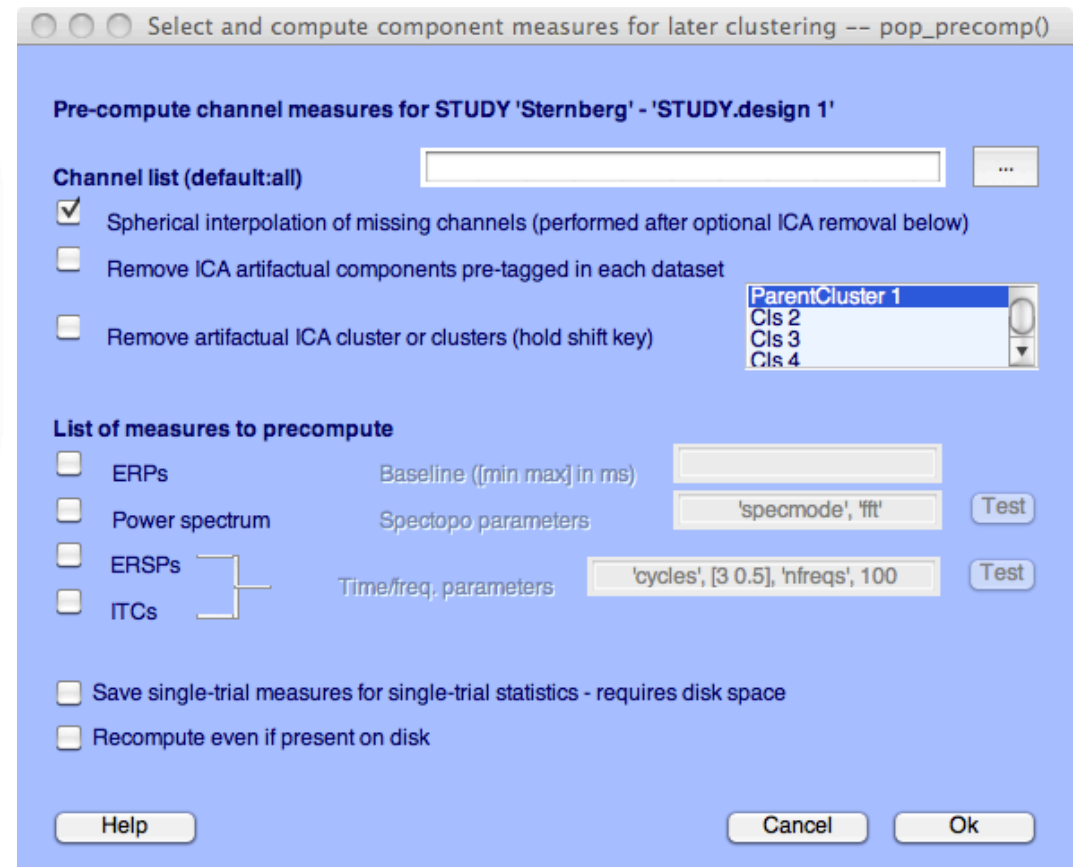 Select and compute component measures for later clustering -- pop_precomp()
Pre-compute channel measures for STUDY 'Sternberg' - 'STUDY.design 1'
Channel list (default:all)
...
Spherical interpolation of missing channels (performed after optional ICA removal below)
Remove ICA artifactual components pre-tagged in each dataset
Remove artifactual ICA cluster or clusters (hold shift key)
ParentCluster 1
Cls 2
Cls 3
Cls 4
List of measures to precompute
ERPs Baseline ([min max] in ms)
Power spectrum Spectopo parameters 'specmode', 'fft' Test
ERSPs
Time/freq. parameters 'cycles', [3 0.5], 'nfreqs', 100 Test
ITCs
Save single-trial measures for single-trial statistics - requires disk space
Recompute even if present on disk
Help Cancel Ok